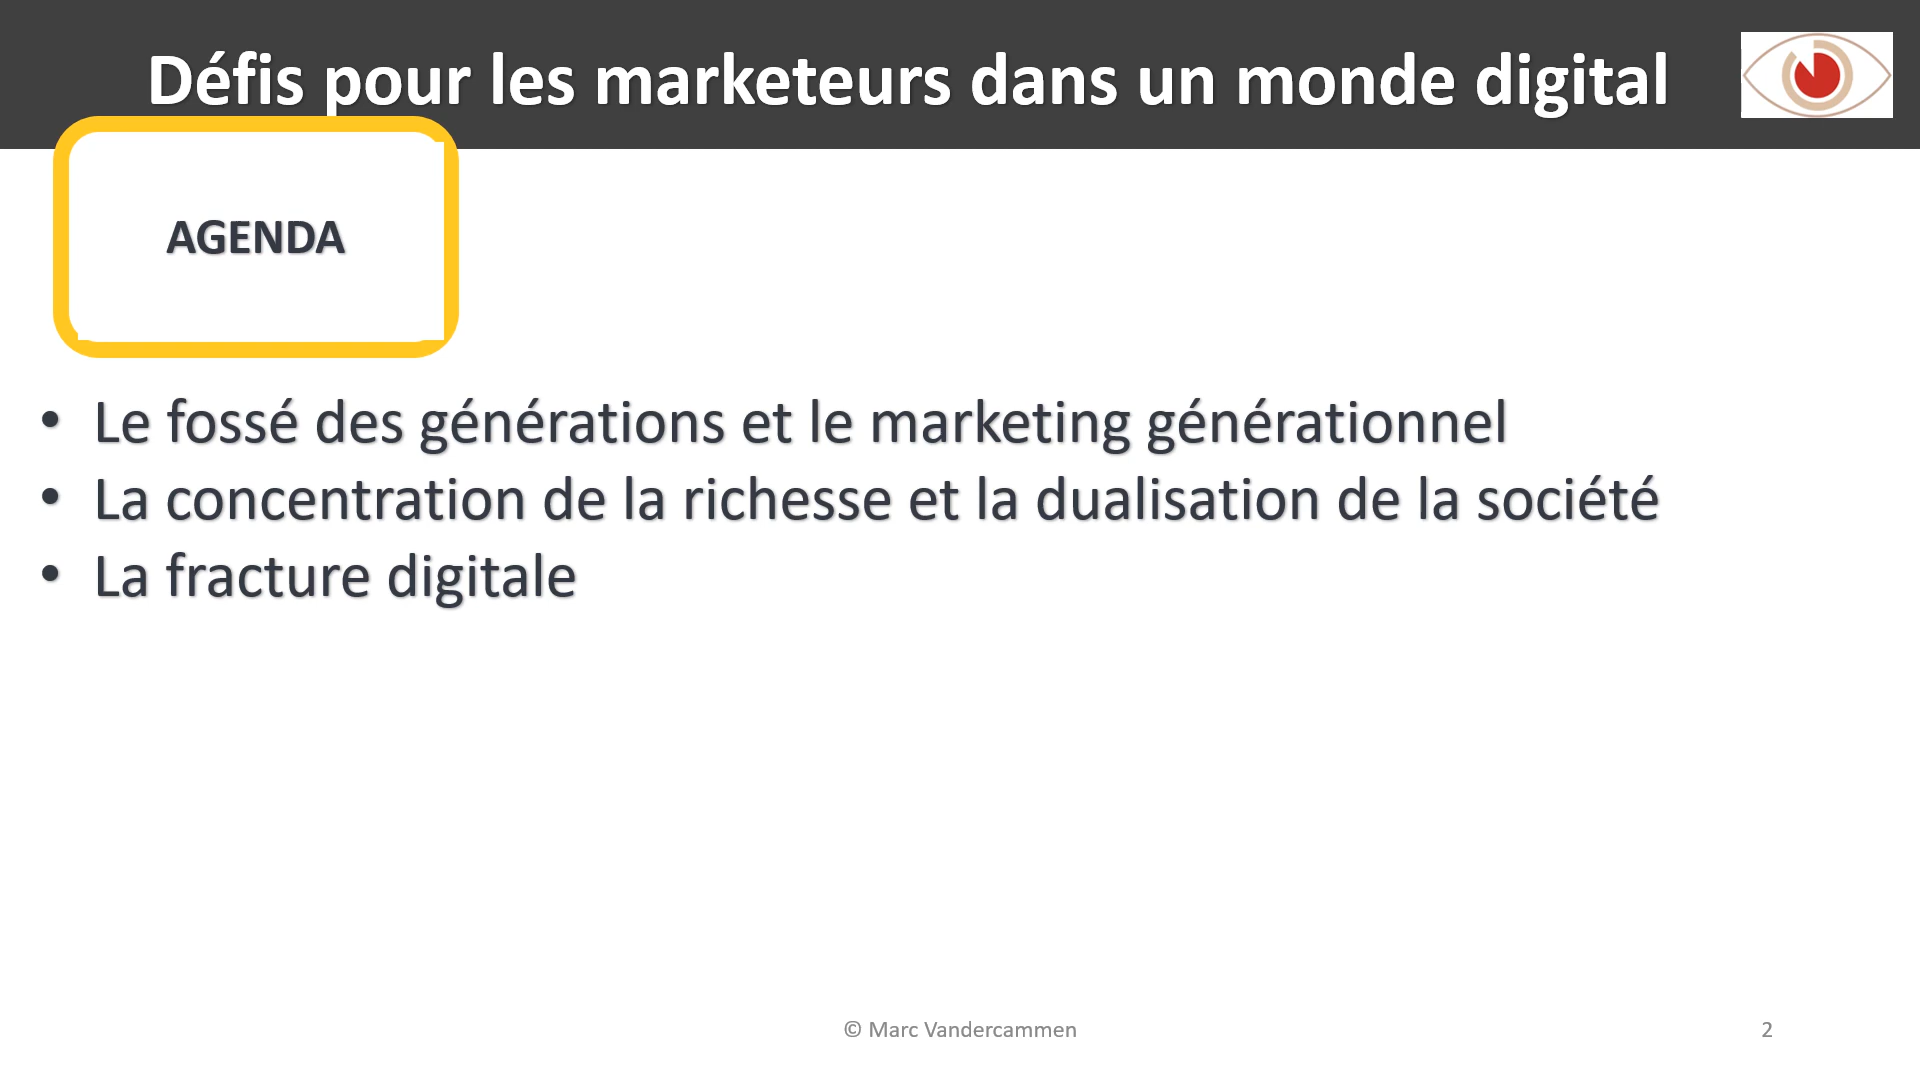 Défis pour les marketeurs dans un monde digital
AGENDA
• Le fossé des générations et le marketing générationnel
• La concentration de la richesse et la dualisation de la société
• La fracture digitale
© Marc Vandercammen
2